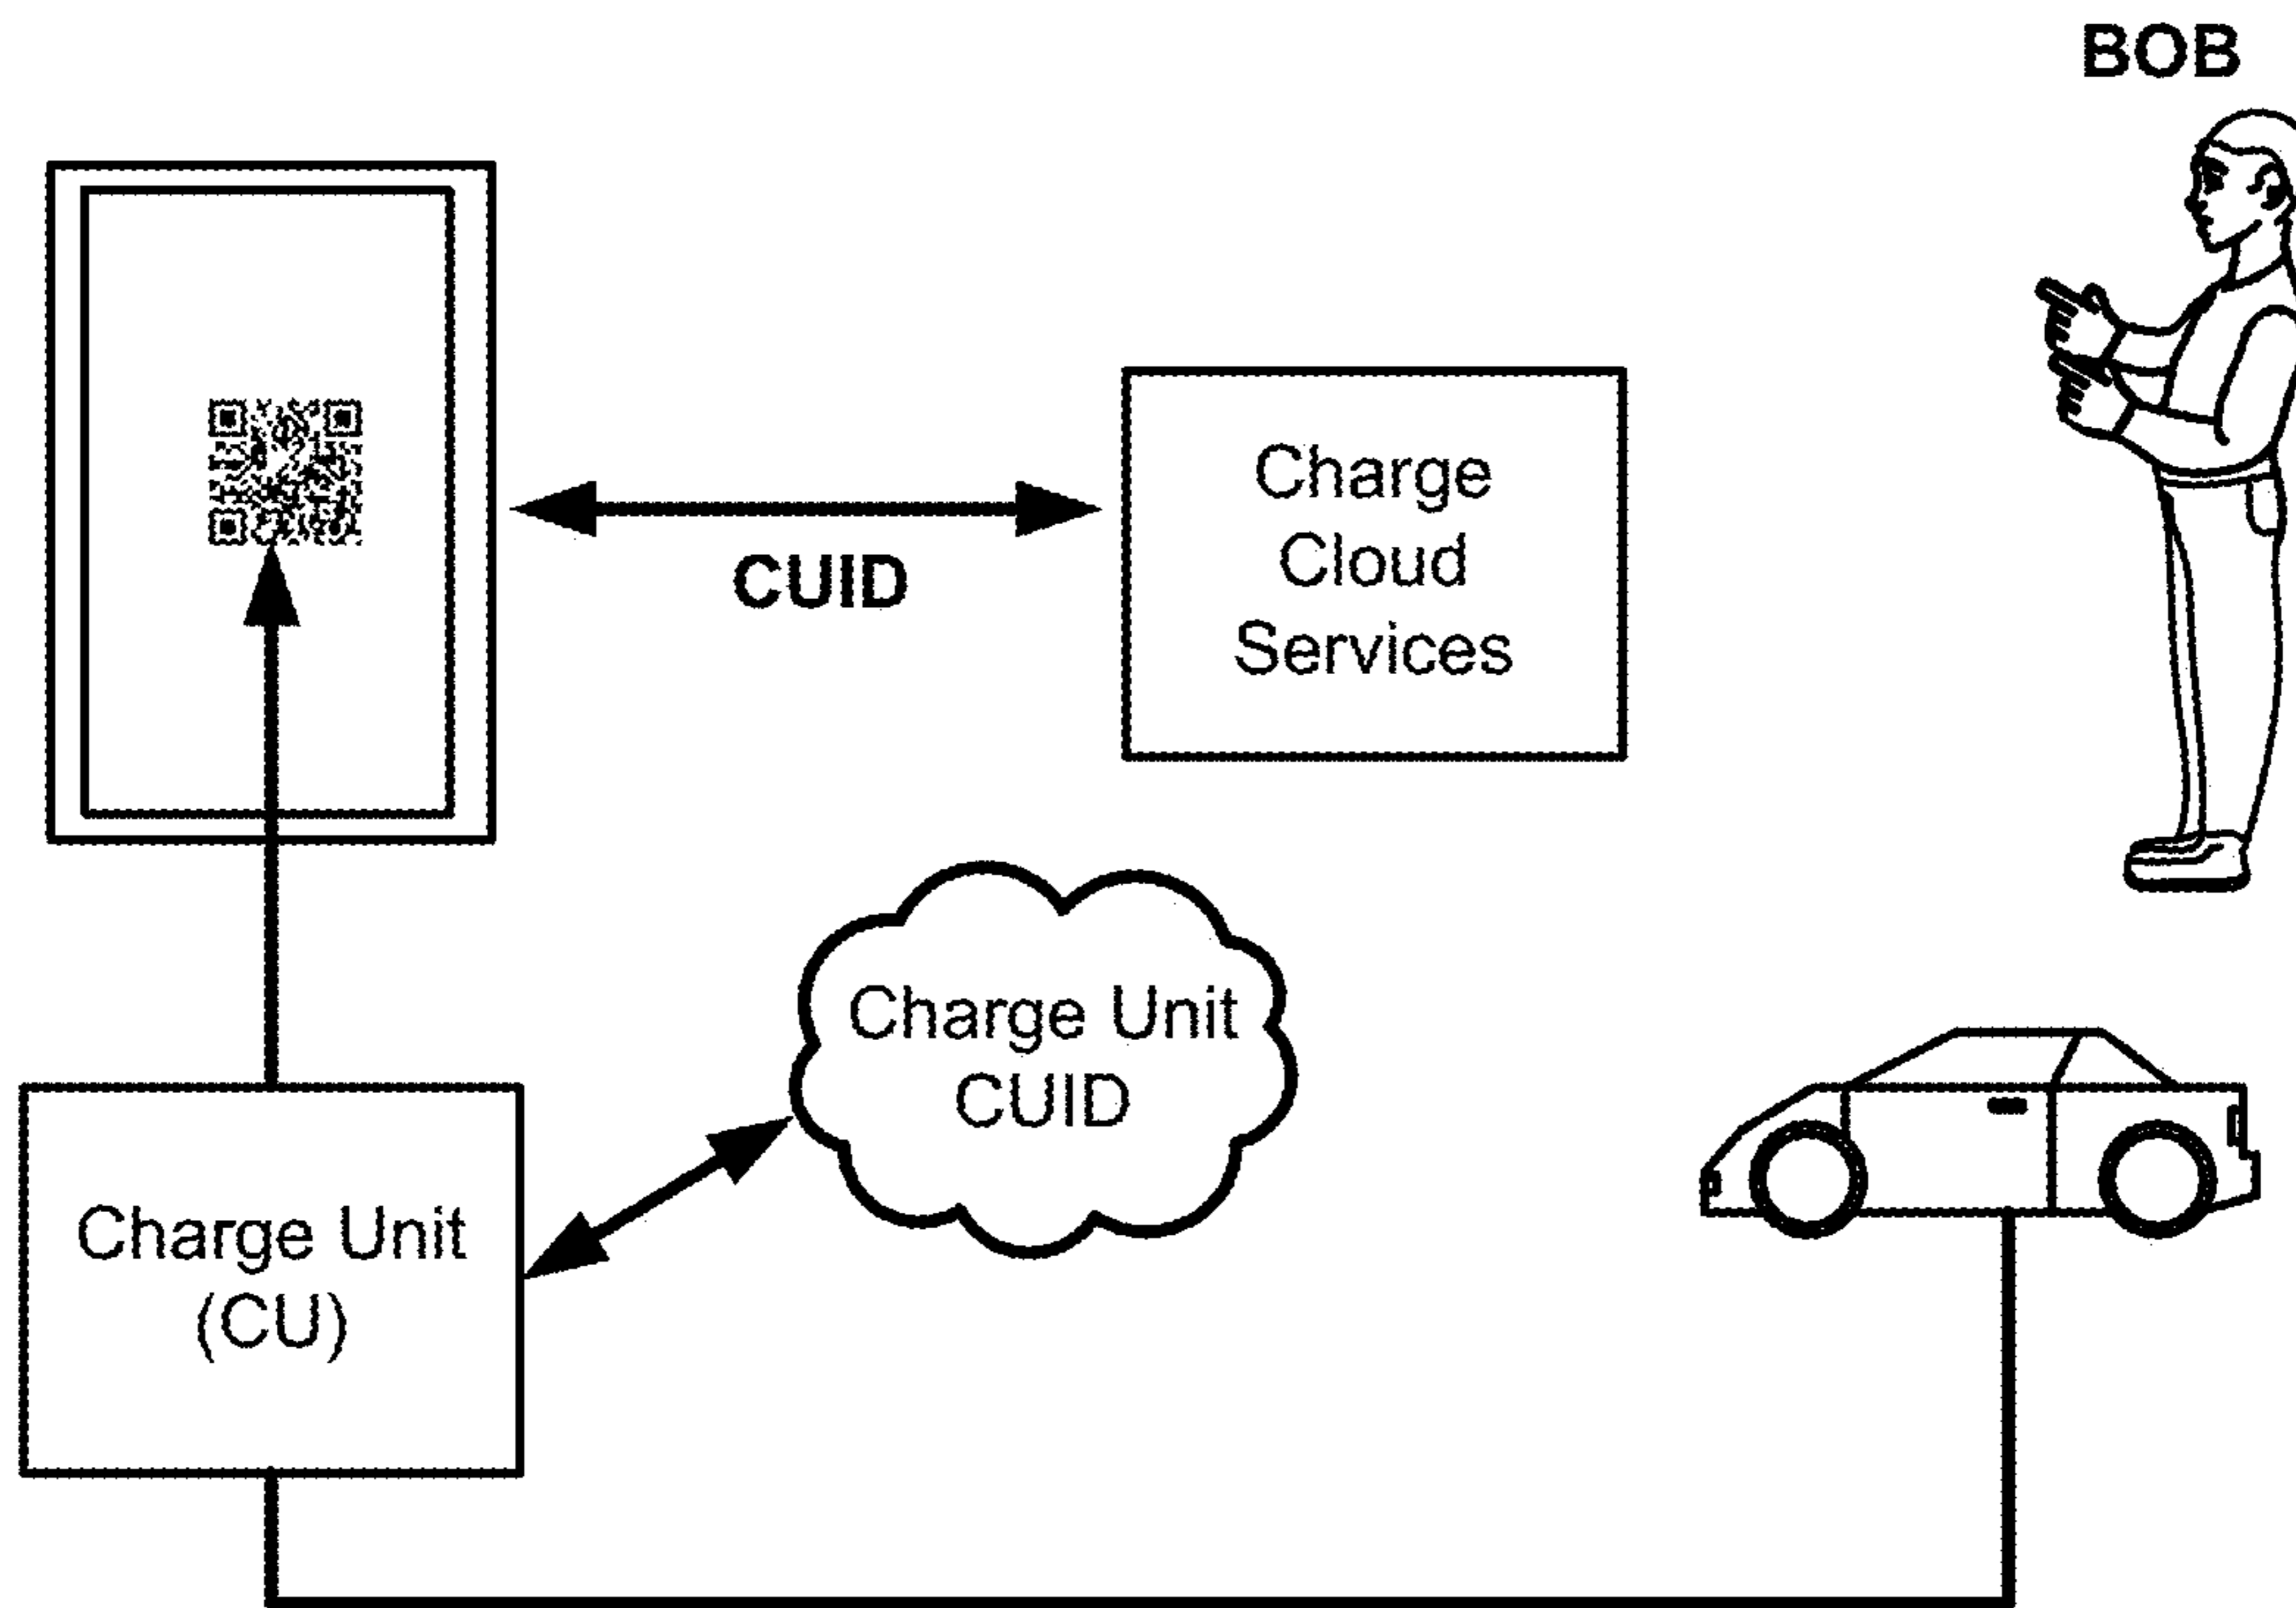 BOB
CUID
Charge
Cloud
Services
Charge Unit
CUID
Charge Unit
(CU)